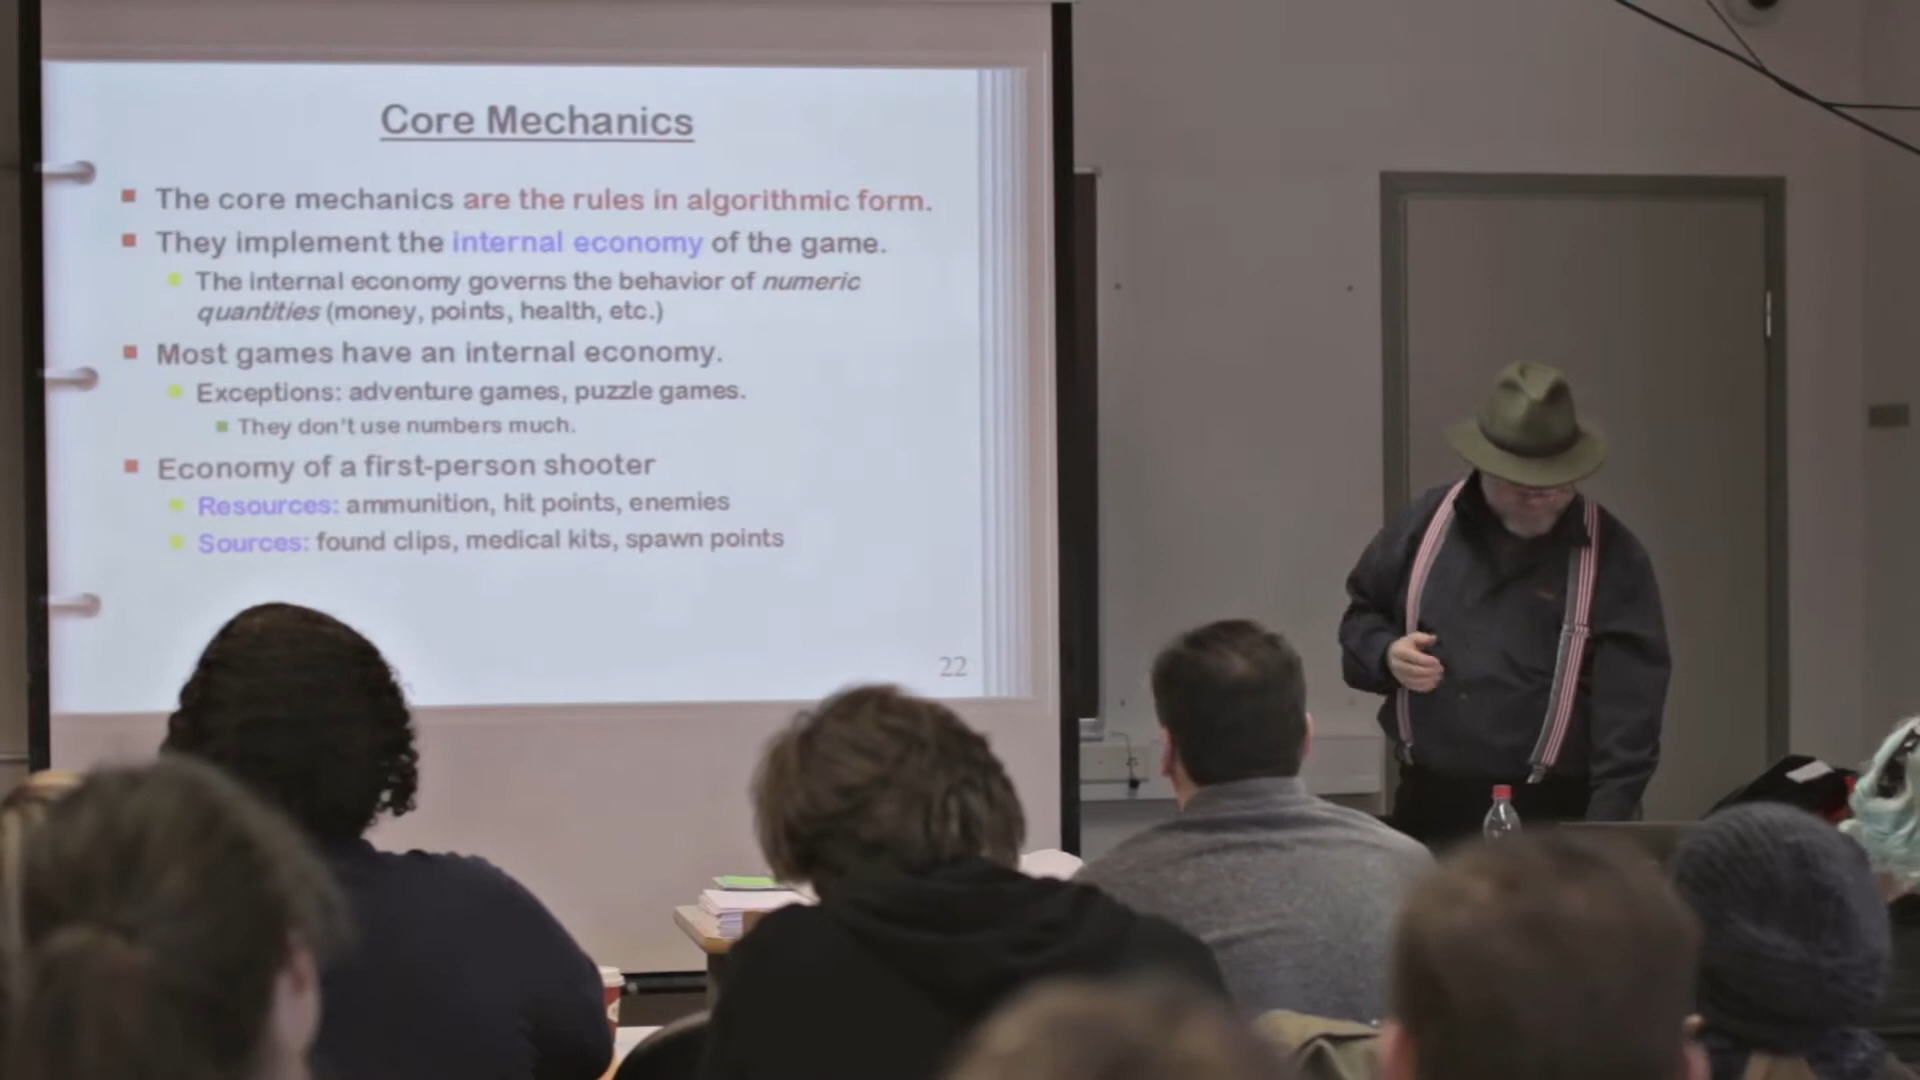 Core Mechanics
The core mechanics are the rules in algorithmic form.
They implement the internal economy of the game.
The internal economy governs the behavior of numeric
quantities (money, points, health, etc.)
Most games have an internal economy.
Exceptions: adventure games, puzzle games.
They don't use numbers much.
Economy of a first-person shooter
Resources: ammunition, hit points, enemies
Sources: found clips, medical kits, spawn points
22